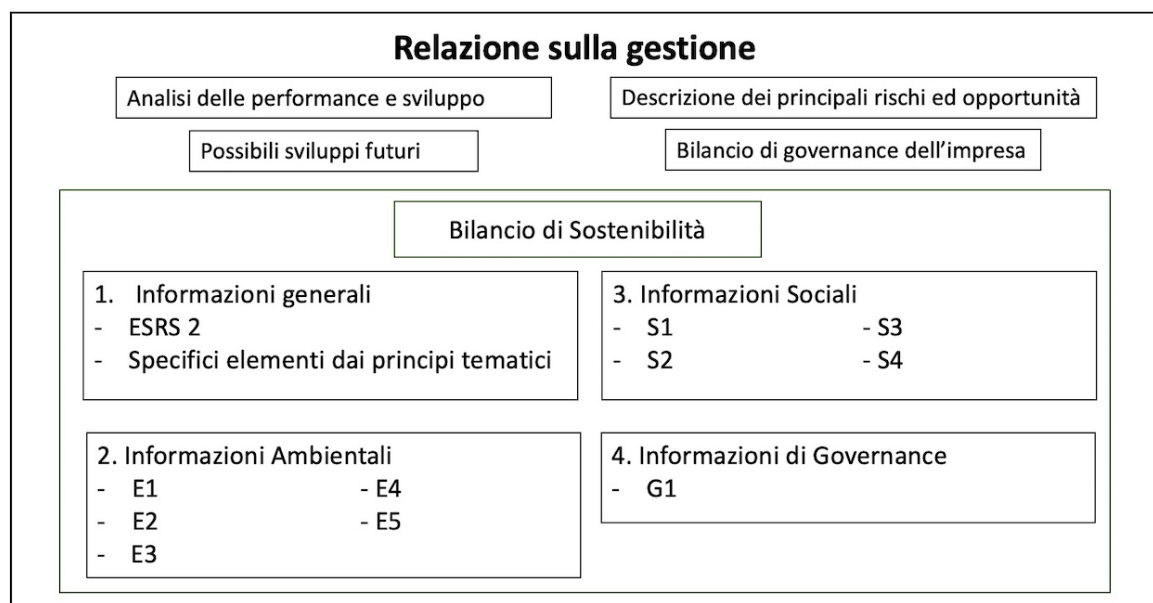 Relazione sulla gestione
Analisi delle performance e sviluppo
Descrizione dei principali rischi ed opportunità
Possibili sviluppi futuri
Bilancio di governance dell'impresa
Bilancio di Sostenibilità
1. Informazioni generali
- ESRS 2
- Specifici elementi dai principi tematici
3. Informazioni Sociali
- S1 - S3
- S2 - S4
2. Informazioni Ambientali
- E1 - E4
- E2 - E5
- E3
4. Informazioni di Governance
- G1